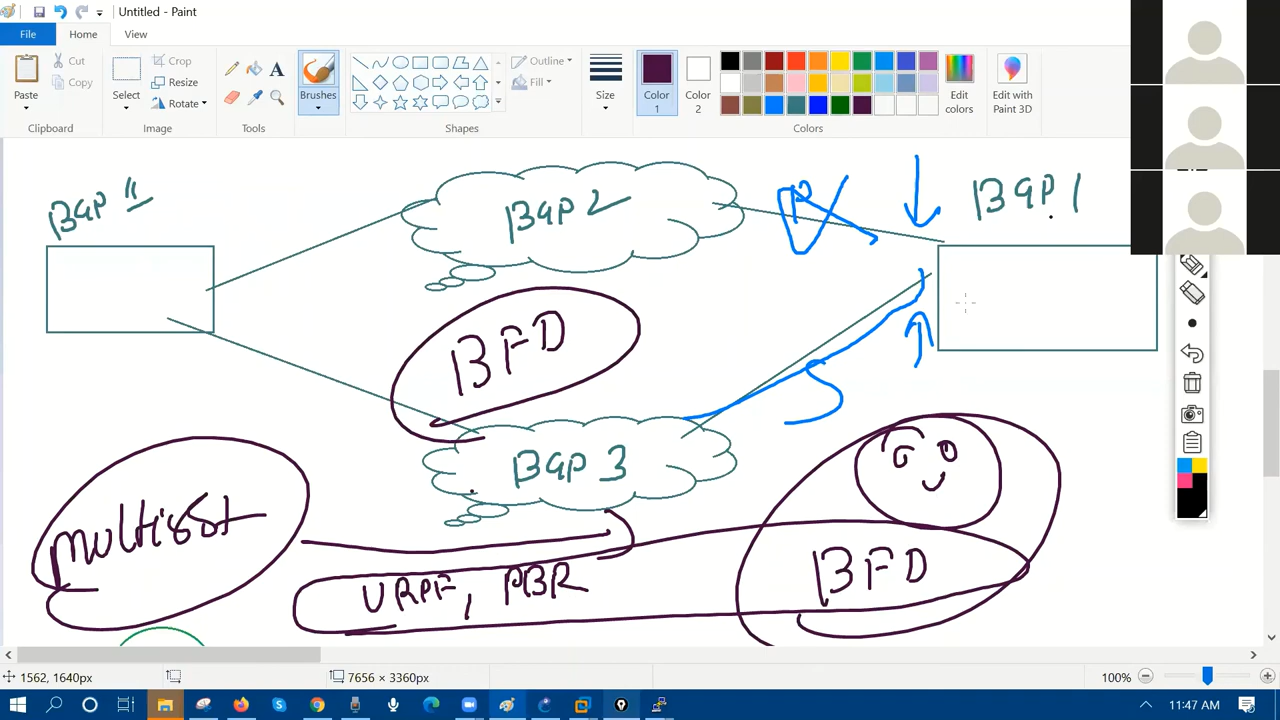 Untitled - Paint
File
Home
View
Cut
Copy
Paste
Clipboard
Crop
Resize
Rotate
Select
Image
Tools
Brushes
Outline
Fill
Shapes
Size
Color 1
Color 2
Edit colors
Edit with Paint 3D
Colors
BGP
BGP 2
BGP 1
BFD
BGP 3
URPF, PBR
BFD
1562, 1640px
7656 × 3360px
100%
11:47 AM